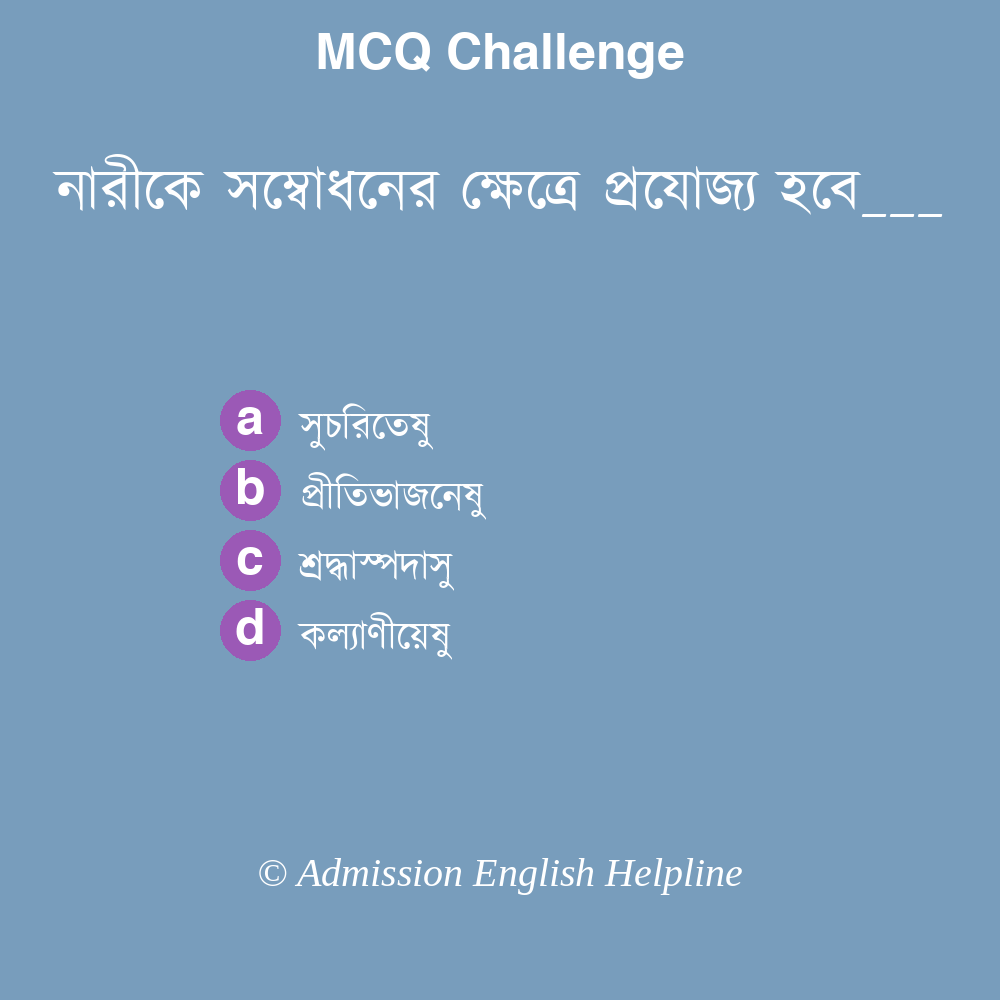 MCQ Challenge
নারীকে সম্বোধনের ক্ষেত্রে প্রযোজ্য হবে___
a সুচরিতেষু
b প্রীতিভাজনেষু
c শ্রদ্ধাস্পদাসু
d কল্যাণীয়েষু
© Admission English Helpline